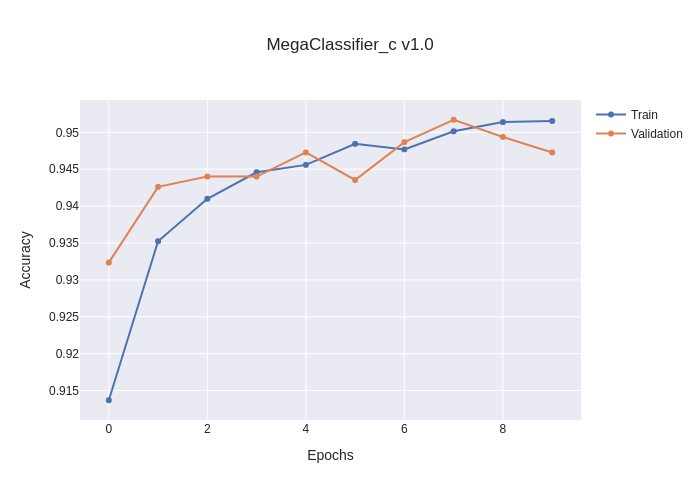 MegaClassifier_c v1.0
Train
Validation
0.95
0.945
0.94
0.935
0.93
0.925
0.92
0.915
Accuracy
0 2 4 6 8
Epochs